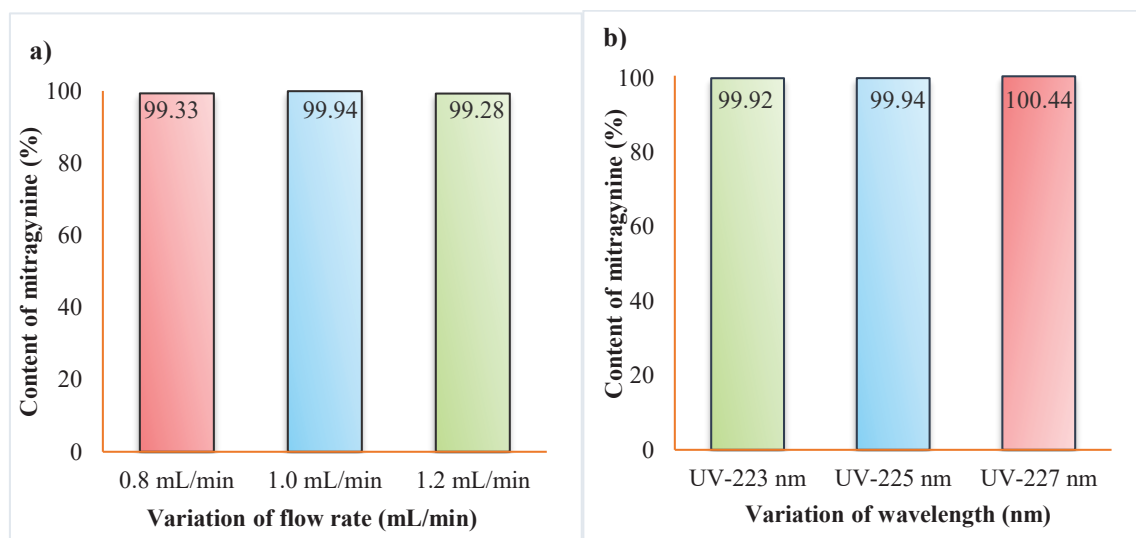 a)
Content of mitragynine (%)
100
80
60
40
20
0
99.33
99.94
99.28
0.8 mL/min
1.0 mL/min
1.2 mL/min
Variation of flow rate (mL/min)
b)
Content of mitragynine (%)
100
80
60
40
20
0
99.92
99.94
100.44
UV-223 nm
UV-225 nm
UV-227 nm
Variation of wavelength (nm)